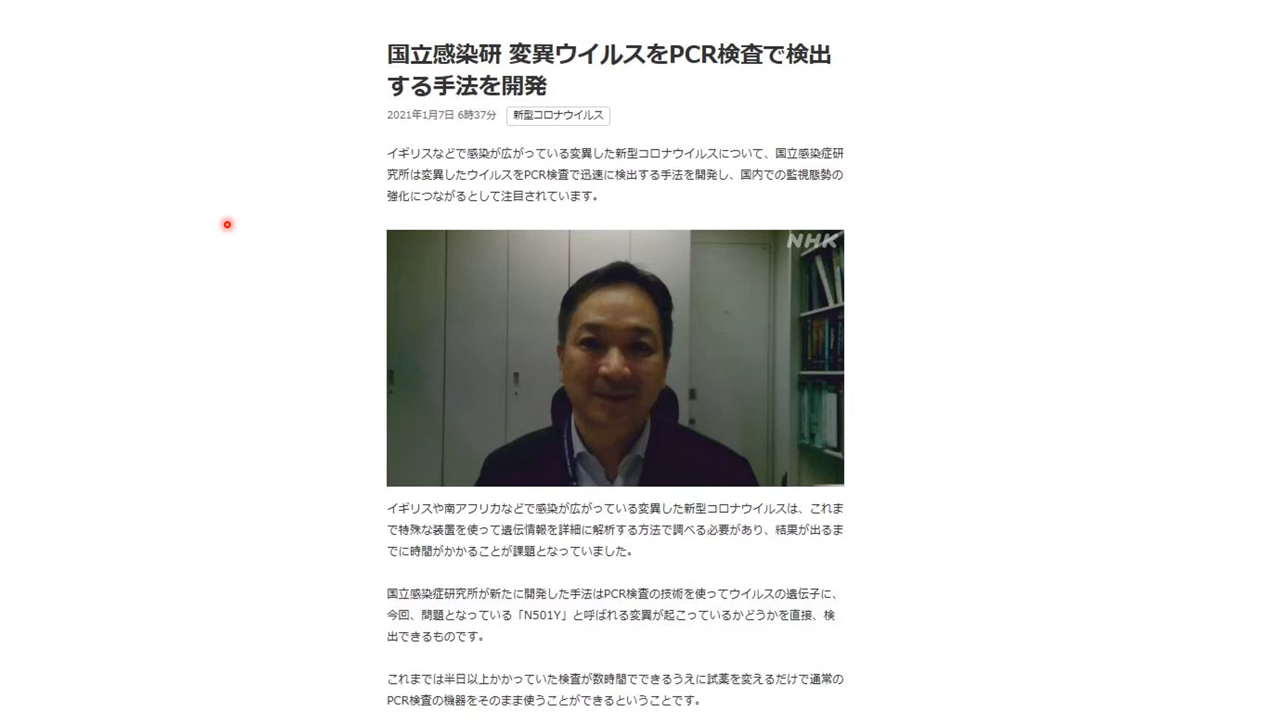 国立感染研 変異ウイルスをPCR検査で検出
する手法を開発
2021年1月7日 6時37分 新型コロナウイルス
イギリスなどで感染が広がっている変異した新型コロナウイルスについて、国立感染症研
究所は変異したウイルスをPCR検査で迅速に検出する手法を開発し、国内での監視態勢の
強化につながるとして注目されています。
NHK
イギリスや南アフリカなどで感染が広がっている変異した新型コロナウイルスは、これま
で特殊な装置を使って遺伝情報を詳細に解析する方法で調べる必要があり、結果が出るま
でに時間がかかることが課題となっていました。
国立感染症研究所が新たに開発した手法はPCR検査の技術を使ってウイルスの遺伝子に、
今回、問題となっている「N501Y」と呼ばれる変異が起こっているかどうかを直接、検
出できるものです。
これまでは半日以上かかっていた検査が数時間でできるうえに試薬を変えるだけで通常の
PCR検査の機器をそのまま使うことができるということです。